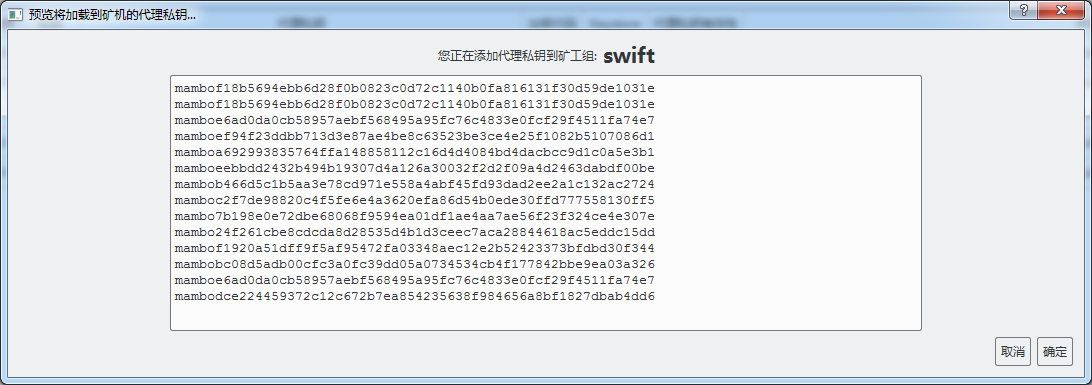 预览将加载到矿机的代理私钥...
您正在添加代理私钥到矿工组: swift
mambof18b5694ebb6d28f0b0823c0d72c1140b0fa816131f30d59de1031e
mambof18b5694ebb6d28f0b0823c0d72c1140b0fa816131f30d59de1031e
mamboe6ad0da0cb58957aebf568495a95fc76c4833e0fcf29f4511fa74e7
mamboef94f23ddbb713d3e87ae4be8c63523be3ce4e25f1082b5107086d1
mamboa692993835764ffa148858112c16d4d4084bd4dacbcc9d1c0a5e3b1
mamboeebbdd2432b494b19307d4a126a30032f2d2f09a4d2463dabdf00be
mambob466d5c1b5aa3e78cd971e558a4abf45fd93dad2ee2a1c132ac2724
mamboc2f7de98820c4f5fe6e4a3620efa86d54b0ede30ffd777558130ff5
mambo7b198e0e72dbe68068f9594ea01df1ae4aa7ae56f23f324ce4e307e
mambo24f261cbe8cdcda8d28535d4b1d3ceec7aca28844618ac5eddc15dd
mambof1920a51dff9f5af95472fa03348aec12e2b52423373bfdbd30f344
mambobc08d5adb00cfc3a0fc39dd05a0734534cb4f177842bbe9ea03a326
mamboe6ad0da0cb58957aebf568495a95fc76c4833e0fcf29f4511fa74e7
mambodce224459372c12c672b7ea854235638f984656a8bf1827dbab4dd6
取消 确定